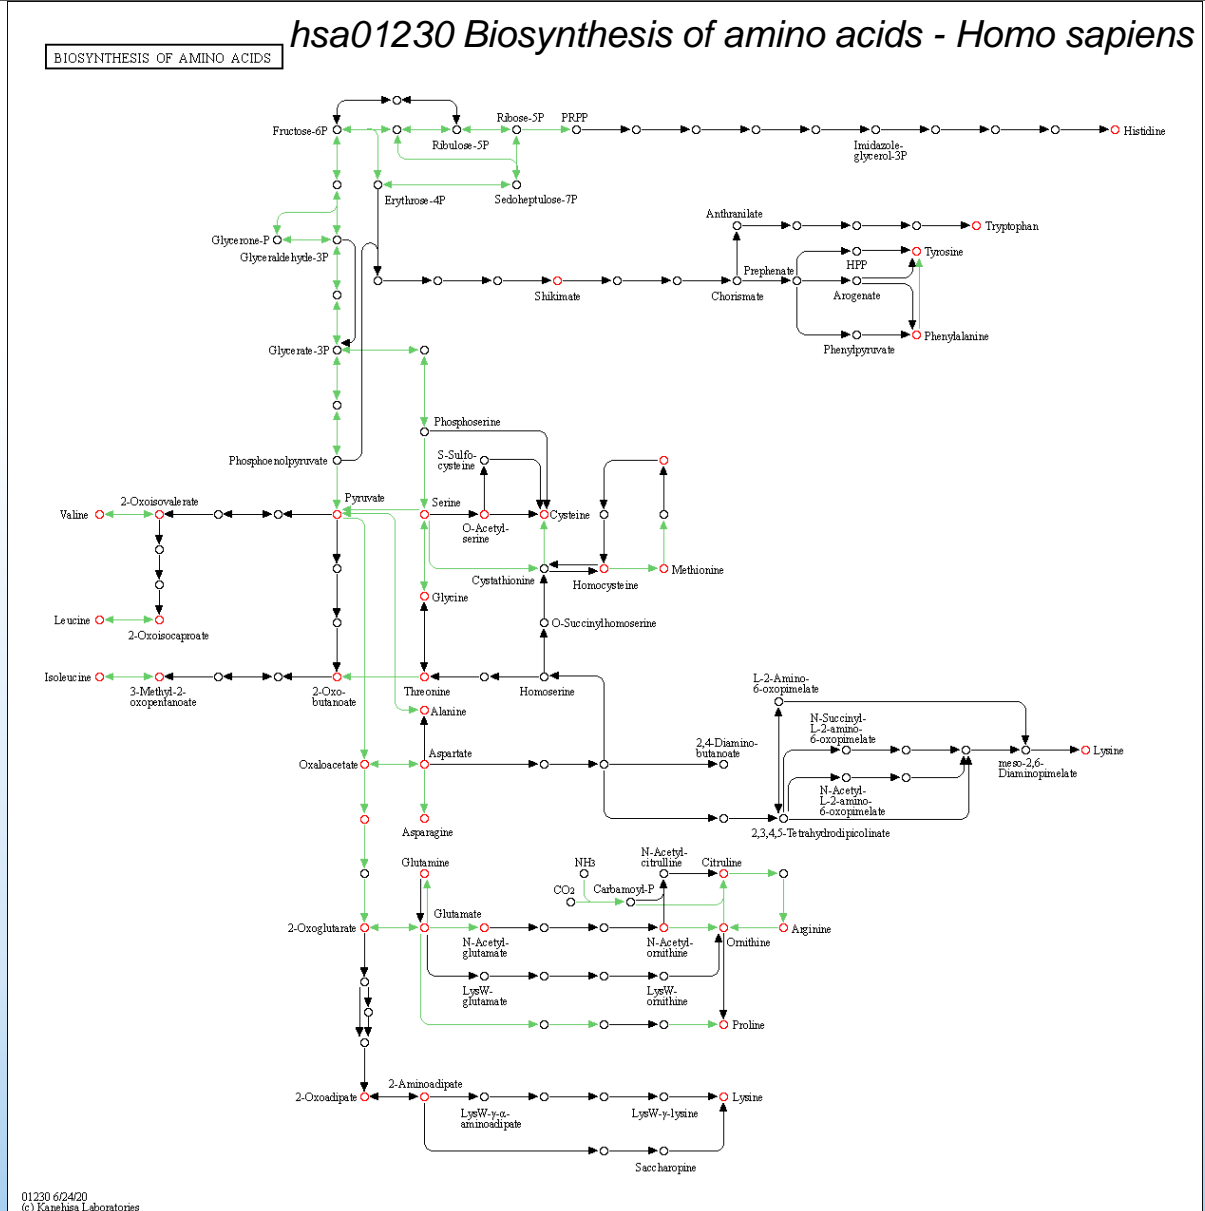 hsa01230 Biosynthesis of amino acids - Homo sapiens
BIOSYNTHESIS OF AMINO ACIDS
Fructose-6P
Ribulose-5P
Ribose-5P
PRPP
Imidazole-
glycerol-3P
Histidine
Erythrose-4P
Sedoheptulose-7P
Glycerone-P
Glyceraldehyde-3P
Anthranilate
Tryptophan
Prephenate
HPP
Tyrosine
Shikimate
Chorismate
Arogenate
Phenylpyruvate
Phenylalanine
Glycerate-3P
Phosphoserine
Phosphoenolpyruvate
S-Sulfo-
cysteine
2-Oxoisovalerate
Valine
Pyruvate
Serine
O-Acetyl-
serine
Cysteine
Cystathionine
Homocysteine
Methionine
Glycine
Leucine
2-Oxoisocaproate
O-Succinylhomoserine
Isoleucine
3-Methyl-2-
oxopentanoate
2-Oxo-
butanoate
Threonine
Homoserine
L-2-Amino-
6-oxopimelate
Alanine
N-Succinyl-
L-2-amino-
6-oxopimelate
2,4-Diamino-
butanoate
Oxaloacetate
Aspartate
meso-2,6-
Diaminopimelate
Lysine
N-Acetyl-
L-2-amino-
6-oxopimelate
Asparagine
2,3,4,5-Tetrahydrodipicolinate
Glutamine
NH3
N-Acetyl-
citrulline
Citruline
CO2
Carbamoyl-P
2-Oxoglutarate
Glutamate
N-Acetyl-
glutamate
N-Acetyl-
ornithine
Ornithine
Arginine
LysW-
glutamate
LysW-
ornithine
Proline
2-Oxoadipate
2-Aminoadipate
LysW-γ-α-
aminoadipate
LysW-γ-lysine
Lysine
Saccharopine
01230 6/24/20
(c) Kanehisa Laboratories